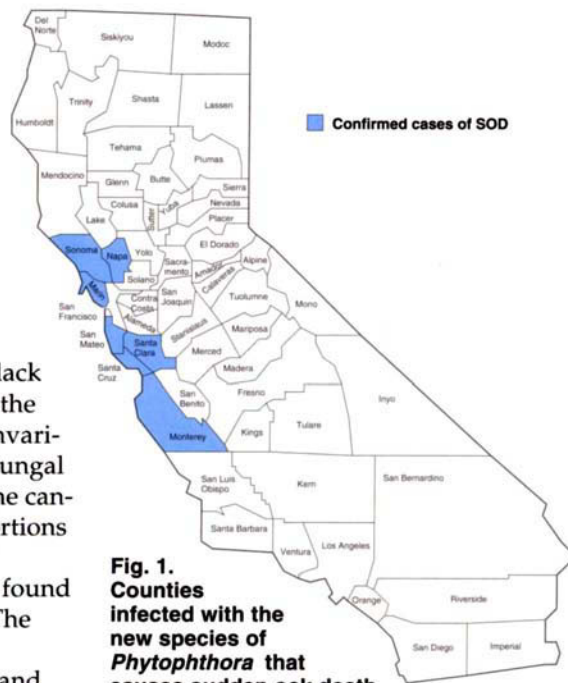 Del
Norte
Siskiyou
Modoc
Trinity
Shasta
Lassen
Humboldt
Confirmed cases of SOD
Tehama
Plumas
Mendocino
Glenn
Butte
Sierra
Colusa
Sutter
Yuba
Nevada
Lake
Placer
Sonoma
Napa
Yolo
El Dorado
Sacra-
mento
Amador
Alpine
Solano
Calaveras
Marin
Contra
Costa
San
Joaquin
Tuolumne
Mono
San
Francisco
Alameda
Stanislaus
Mariposa
San
Mateo
Santa
Clara
Merced
Madera
Santa
Cruz
San
Benito
Fresno
Inyo
Monterey
Kings
Tulare
San Luis
Obispo
Kern
San Bernardino
Santa Barbara
Ventura
Los Angeles
Orange
Riverside
San Diego
Imperial
lack
the
nvari-
ungal
ne can-
rtions
found
The
and
Fig. 1.
Counties
infected with the
new species of
Phytophthora that
causes sudden oak death